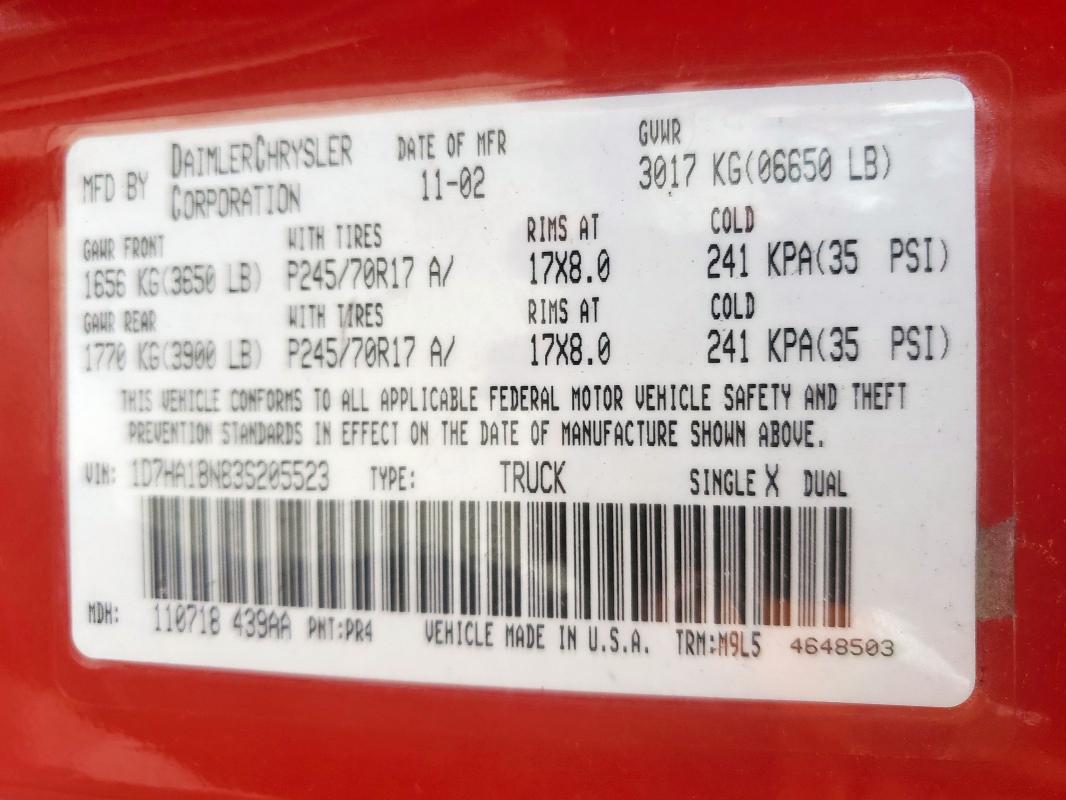 MFD BY DAIMLERCHRYSLER CORPORATION
DATE OF MFR
11-02
GVWR
3017 KG(06650 LB)
GAWR FRONT WITH TIRES RIMS AT COLD
1656 KG(3650 LB) P245/70R17 A/ 17X8.0 241 KPA(35 PSI)
GAWR REAR WITH TIRES RIMS AT COLD
1770 KG(3900 LB) P245/70R17 A/ 17X8.0 241 KPA(35 PSI)
THIS VEHICLE CONFORMS TO ALL APPLICABLE FEDERAL MOTOR VEHICLE SAFETY AND THEFT
PREVENTION STANDARDS IN EFFECT ON THE DATE OF MANUFACTURE SHOWN ABOVE.
VIN: 1D7HA18N83S205523 TYPE: TRUCK SINGLE X DUAL
MDH: 110718 439AA PNT:PR4 VEHICLE MADE IN U.S.A. TRM:M9L5 4648503